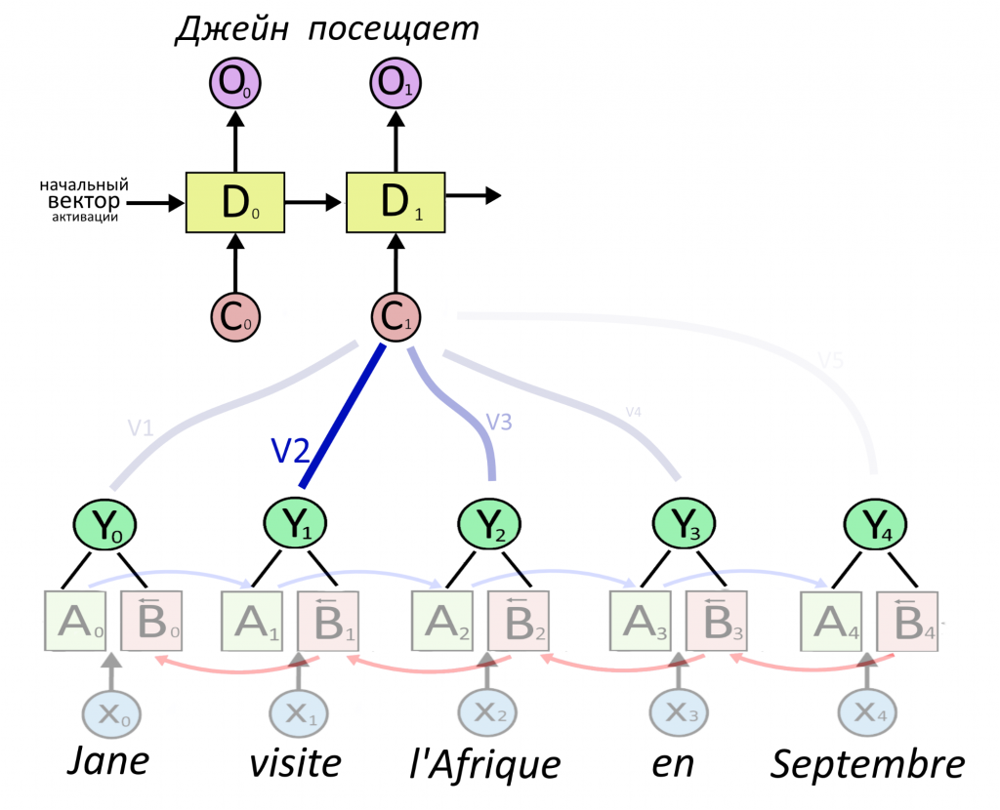 Джейн посещает
O0 O1
начальный
вектор
активации
D0 D1
C0 C1
V1 V2 V3 V4 V5
Y0 Y1 Y2 Y3 Y4
A0 B0 A1 B1 A2 B2 A3 B3 A4 B4
x0 x1 x2 x3 x4
Jane visite l'Afrique en Septembre